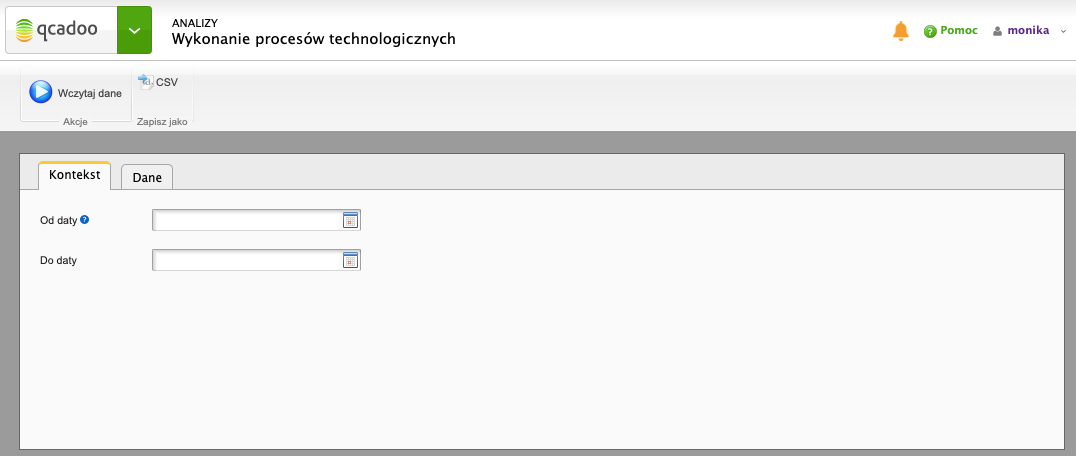 qcadoo
ANALIZY
Wykonanie procesów technologicznych
Pomoc
monika
Wczytaj dane
CSV
Akcje
Zapisz jako
Kontekst
Dane
Od daty
Do daty